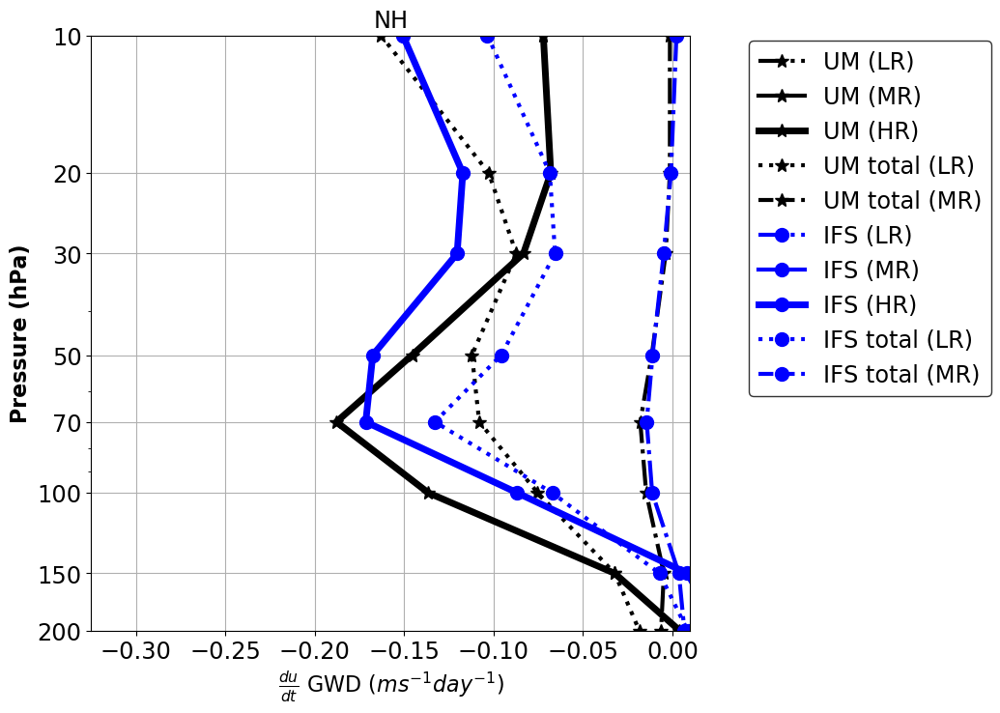 NH
10
20
30
50
70
100
150
200
Pressure (hPa)
−0.30 −0.25 −0.20 −0.15 −0.10 −0.05 0.00
du/dt GWD (ms⁻¹day⁻¹)
UM (LR)
UM (MR)
UM (HR)
UM total (LR)
UM total (MR)
IFS (LR)
IFS (MR)
IFS (HR)
IFS total (LR)
IFS total (MR)